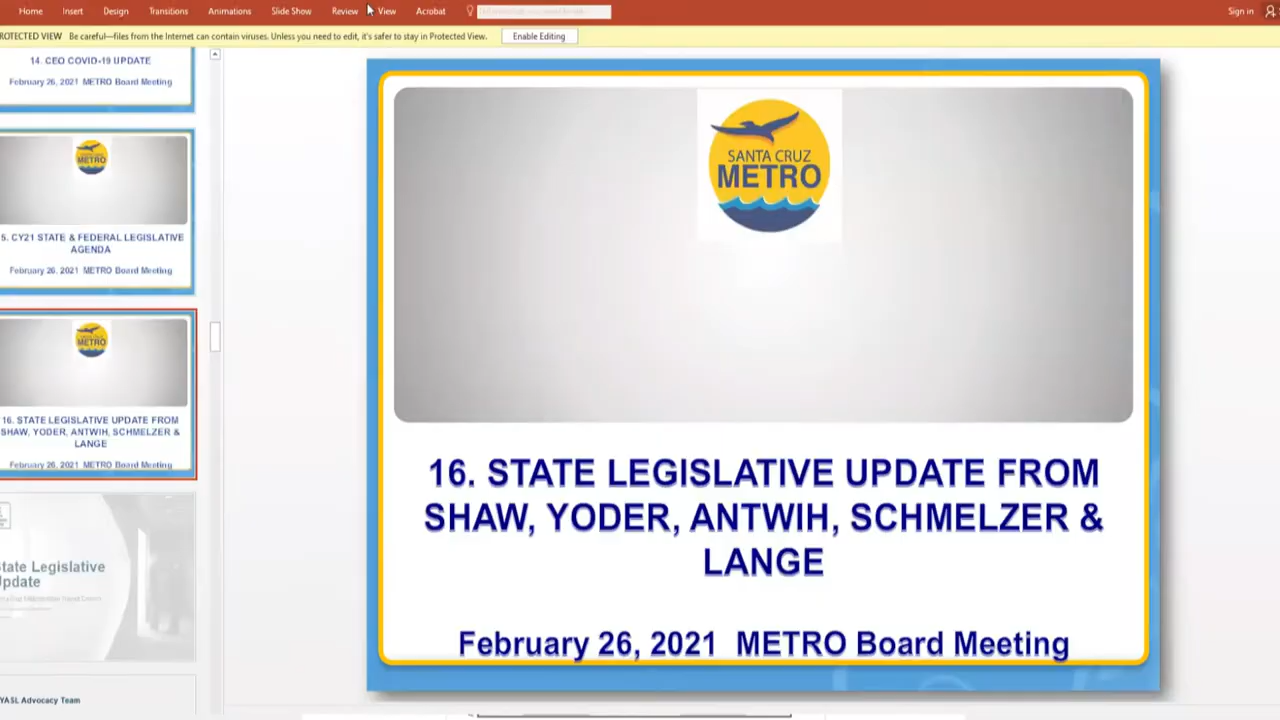 Home Insert Design Transitions Animations Slide Show Review View Acrobat Sign in
ROTECTED VIEW Be careful—files from the Internet can contain viruses. Unless you need to edit, it's safer to stay in Protected View. Enable Editing
14. CEO COVID-19 UPDATE
February 26, 2021 METRO Board Meeting
METRO
5. CY21 STATE & FEDERAL LEGISLATIVE
AGENDA
February 26, 2021 METRO Board Meeting
METRO
16. STATE LEGISLATIVE UPDATE FROM
SHAW, YODER, ANTWIH, SCHMELZER &
LANGE
February 26, 2021 METRO Board Meeting
tate Legislative
pdate
YASL Advocacy Team
SANTA CRUZ
METRO
16. STATE LEGISLATIVE UPDATE FROM
SHAW, YODER, ANTWIH, SCHMELZER &
LANGE
February 26, 2021 METRO Board Meeting